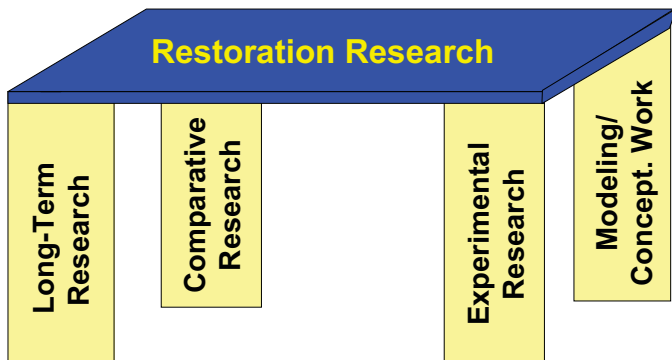 Restoration Research
Long-Term
Research
Comparative
Research
Experimental
Research
Modeling/
Concept. Work